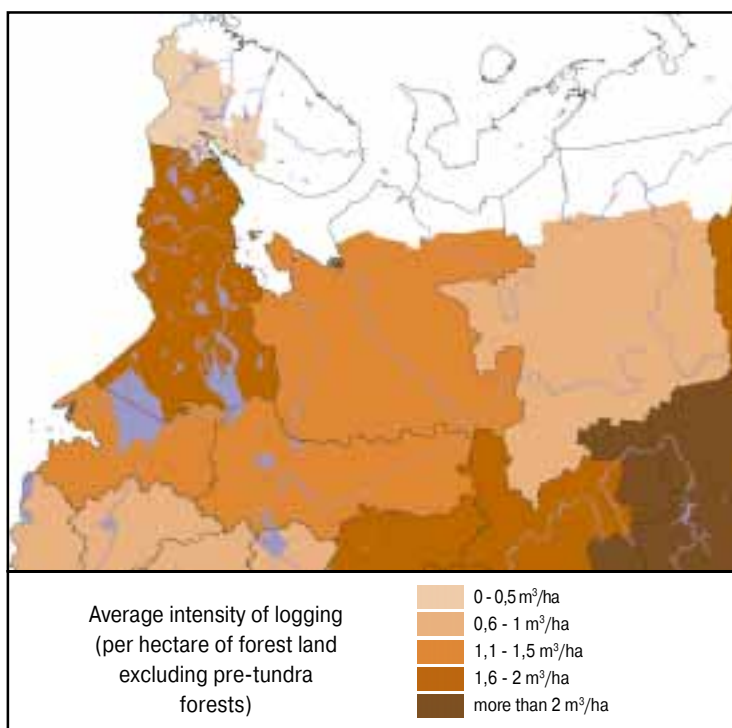 Average intensity of logging
(per hectare of forest land
excluding pre-tundra
forests)
0 - 0,5 m³/ha
0,6 - 1 m³/ha
1,1 - 1,5 m³/ha
1,6 - 2 m³/ha
more than 2 m³/ha